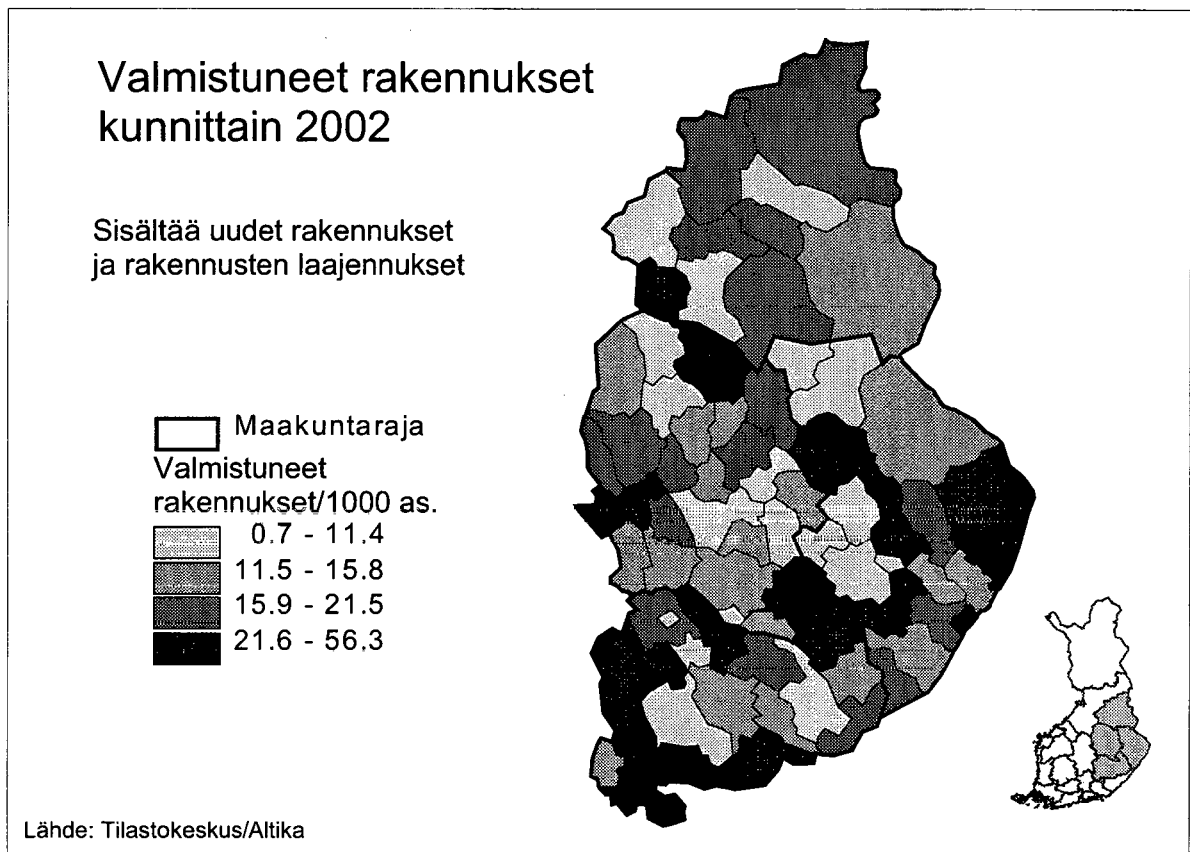 Valmistuneet rakennukset
kunnittain 2002
Sisältää uudet rakennukset
ja rakennusten laajennukset
Maakuntaraja
Valmistuneet
rakennukset/1000 as.
0.7 - 11.4
11.5 - 15.8
15.9 - 21.5
21.6 - 56.3
Lähde: Tilastokeskus/Altika